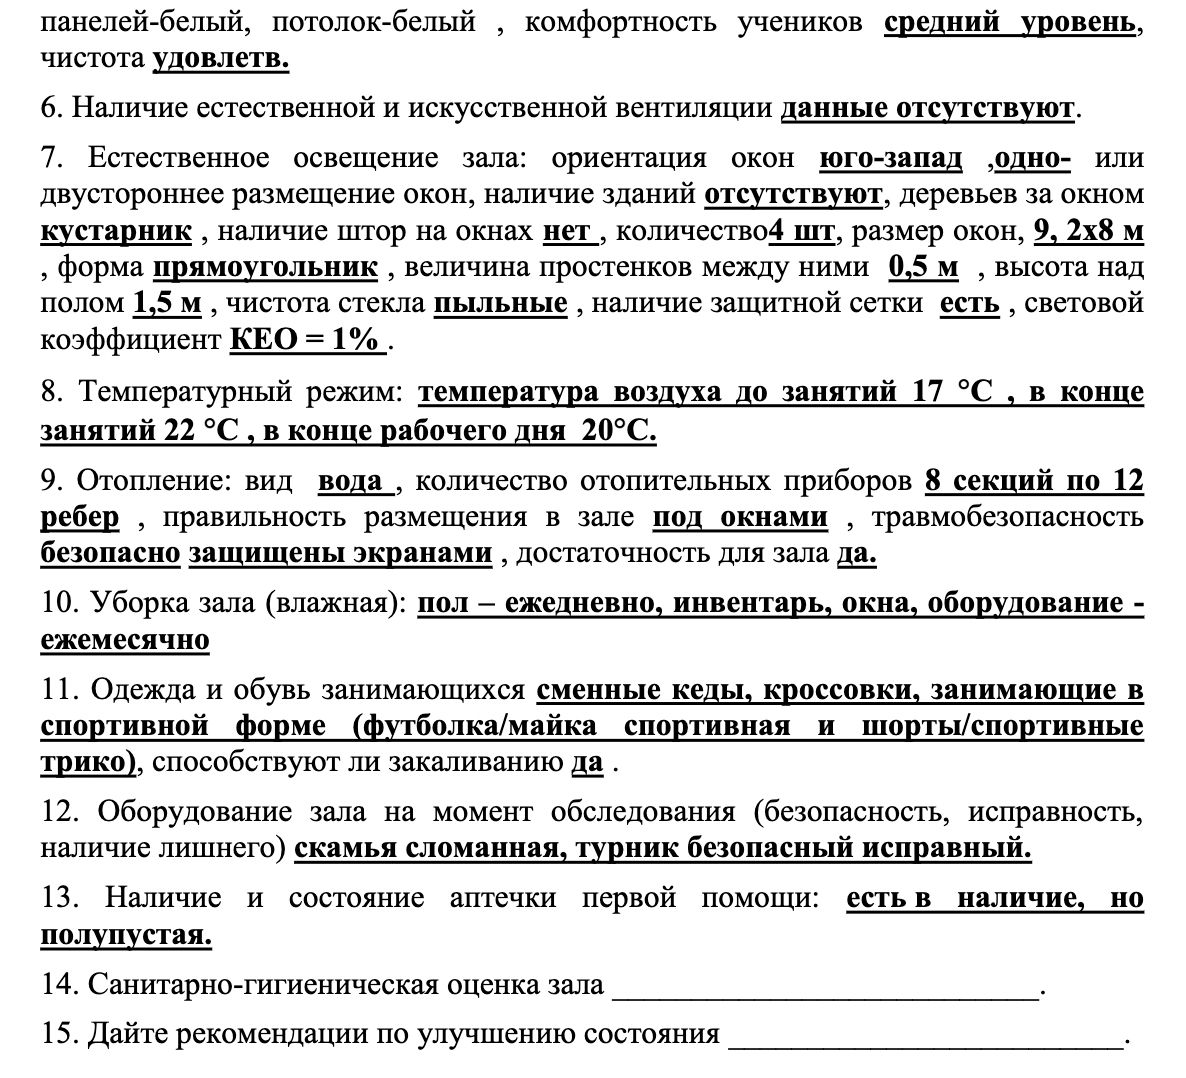 панелей-белый, потолок-белый , комфортность учеников средний уровень,
чистота удовлетв.
6. Наличие естественной и искусственной вентиляции данные отсутствуют.
7. Естественное освещение зала: ориентация окон юго-запад ,одно- или
двустороннее размещение окон, наличие зданий отсутствуют, деревьев за окном
кустарник , наличие штор на окнах нет , количество4 шт, размер окон, 9, 2х8 м
, форма прямоугольник , величина простенков между ними 0,5 м , высота над
полом 1,5 м , чистота стекла пыльные , наличие защитной сетки есть , световой
коэффициент КЕО = 1% .
8. Температурный режим: температура воздуха до занятий 17 °С , в конце
занятий 22 °С , в конце рабочего дня 20°С.
9. Отопление: вид вода , количество отопительных приборов 8 секций по 12
ребер , правильность размещения в зале под окнами , травмобезопасность
безопасно защищены экранами , достаточность для зала да.
10. Уборка зала (влажная): пол – ежедневно, инвентарь, окна, оборудование -
ежемесячно
11. Одежда и обувь занимающихся сменные кеды, кроссовки, занимающие в
спортивной форме (футболка/майка спортивная и шорты/спортивные
трико), способствуют ли закаливанию да .
12. Оборудование зала на момент обследования (безопасность, исправность,
наличие лишнего) скамья сломанная, турник безопасный исправный.
13. Наличие и состояние аптечки первой помощи: есть в наличие, но
полупустая.
14. Санитарно-гигиеническая оценка зала ___________________________.
15. Дайте рекомендации по улучшению состояния _________________________.